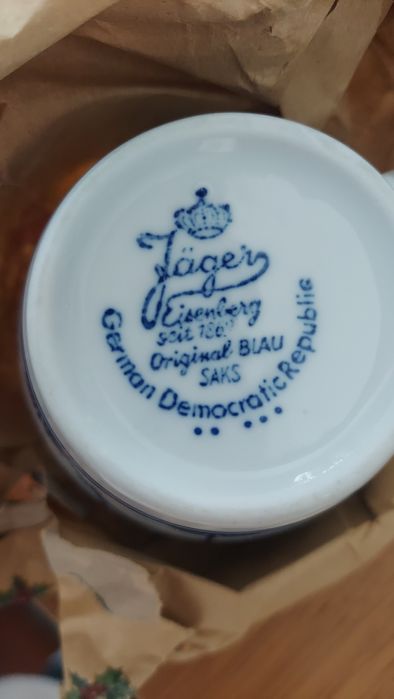 Jäger
Eisenberg
seit 1867
Original BLAU
SAKS
German Democratic Republic